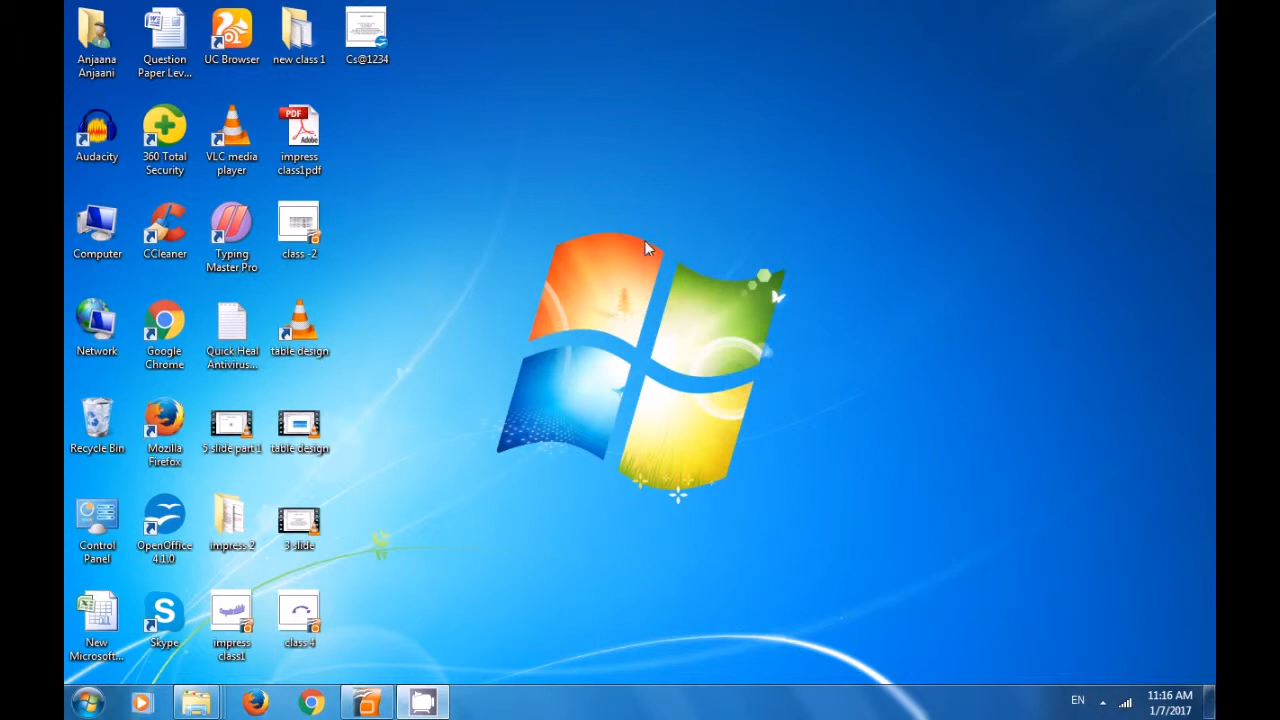 Anjaana
Anjaani
Question
Paper Lev...
UC Browser
new class 1
Cs@1234
Audacity
360 Total
Security
VLC media
player
PDF
Adobe
impress
class1pdf
Computer
CCleaner
Typing
Master Pro
class -2
Network
Google
Chrome
Quick Heal
Antivirus...
table design
Recycle Bin
Mozilla
Firefox
5 slide part 1
table design
Control
Panel
OpenOffice
4.1.0
impress 2
3 slide
New
Microsoft...
Skype
impress
class1
class 4
EN
11:16 AM
1/7/2017